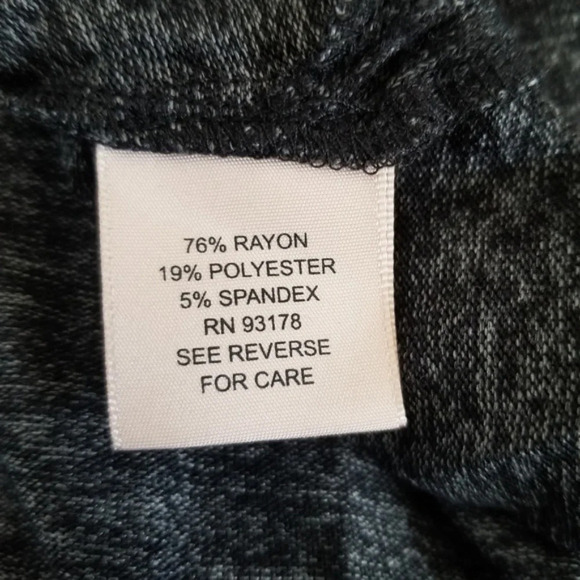 76% RAYON
19% POLYESTER
5% SPANDEX
RN 93178
SEE REVERSE
FOR CARE